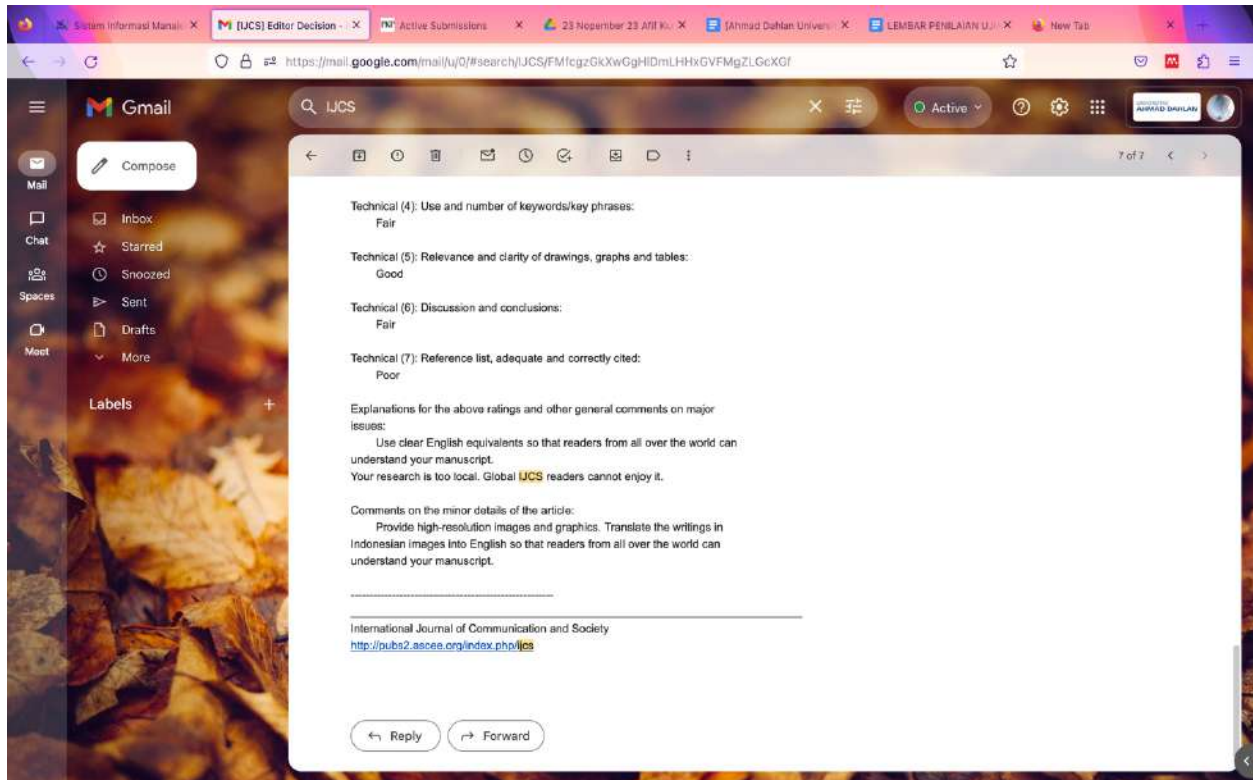 Sistem Informasi Manaj
[IJCS] Editor Decision -
Active Submissions
23 Nopember 23 Afif Ku
[Ahmad Dahlan Univers
LEMBAR PENILAIAN UJI
New Tab
https://mail.google.com/mail/u/0/#search/IJCS/FMfcgzGkXwGgHlDmLHHxGVFMgZLGcXGf
Gmail
IJCS
Active
AHMAD DAHLAN
Compose
7 of 7
Mail
Inbox
Chat
Starred
Snoozed
Spaces
Sent
Drafts
Meet
More
Labels
Technical (4): Use and number of keywords/key phrases:
Fair
Technical (5): Relevance and clarity of drawings, graphs and tables:
Good
Technical (6): Discussion and conclusions:
Fair
Technical (7): Reference list, adequate and correctly cited:
Poor
Explanations for the above ratings and other general comments on major
issues:
Use clear English equivalents so that readers from all over the world can
understand your manuscript.
Your research is too local. Global IJCS readers cannot enjoy it.
Comments on the minor details of the article:
Provide high-resolution images and graphics. Translate the writings in
Indonesian images into English so that readers from all over the world can
understand your manuscript.
International Journal of Communication and Society
http://pubs2.ascee.org/index.php/ijcs
Reply
Forward